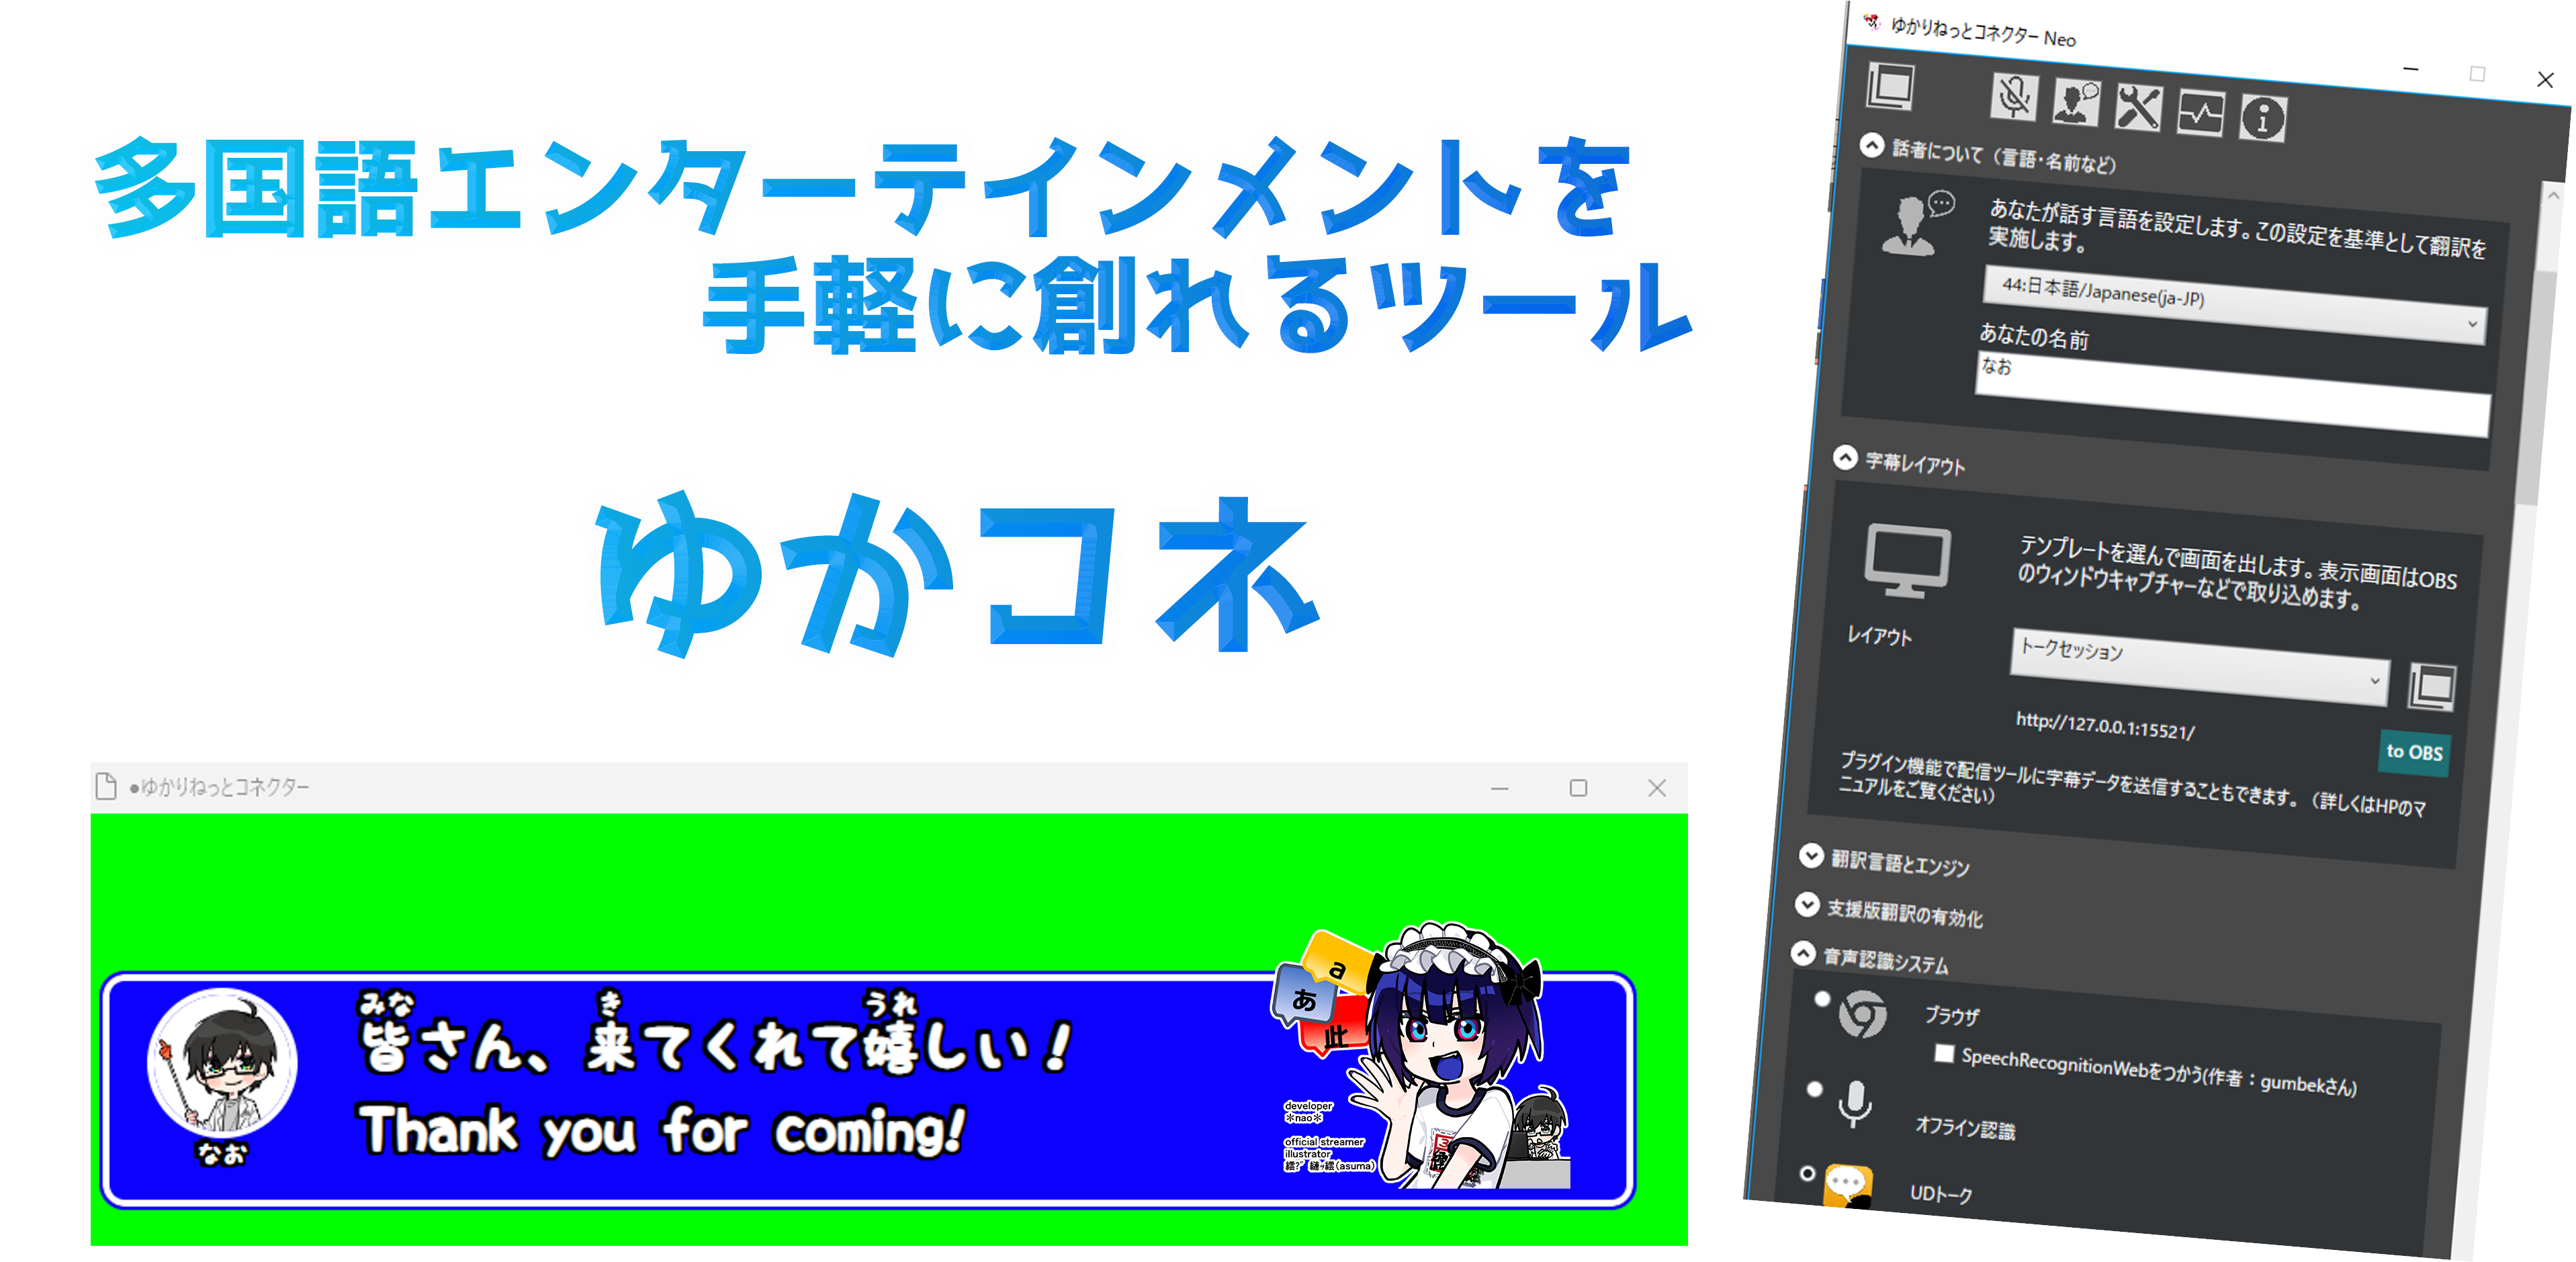 多国語エンターテインメントを
手軽に創れるツール
ゆかコネ
●ゆかりねっとコネクター
みな き うれ
皆さん、来てくれて嬉しい！
Thank you for coming!
なお
a
あ
此
developer
＊nao＊
official streamer
illustrator
(asuma)
ゆかりねっとコネクター Neo
話者について（言語・名前など）
あなたが話す言語を設定します。この設定を基準として翻訳を
実施します。
44:日本語/Japanese(ja-JP)
あなたの名前
なお
字幕レイアウト
テンプレートを選んで画面を出します。表示画面はOBS
のウィンドウキャプチャーなどで取り込めます。
レイアウト
トークセッション
http://127.0.0.1:15521/
to OBS
プラグイン機能で配信ツールに字幕データを送信することもできます。（詳しくはHPのマ
ニュアルをご覧ください）
翻訳言語とエンジン
支援版翻訳の有効化
音声認識システム
ブラウザ
SpeechRecognitionWebをつかう(作者：gumbekさん)
オフライン認識
UDトーク